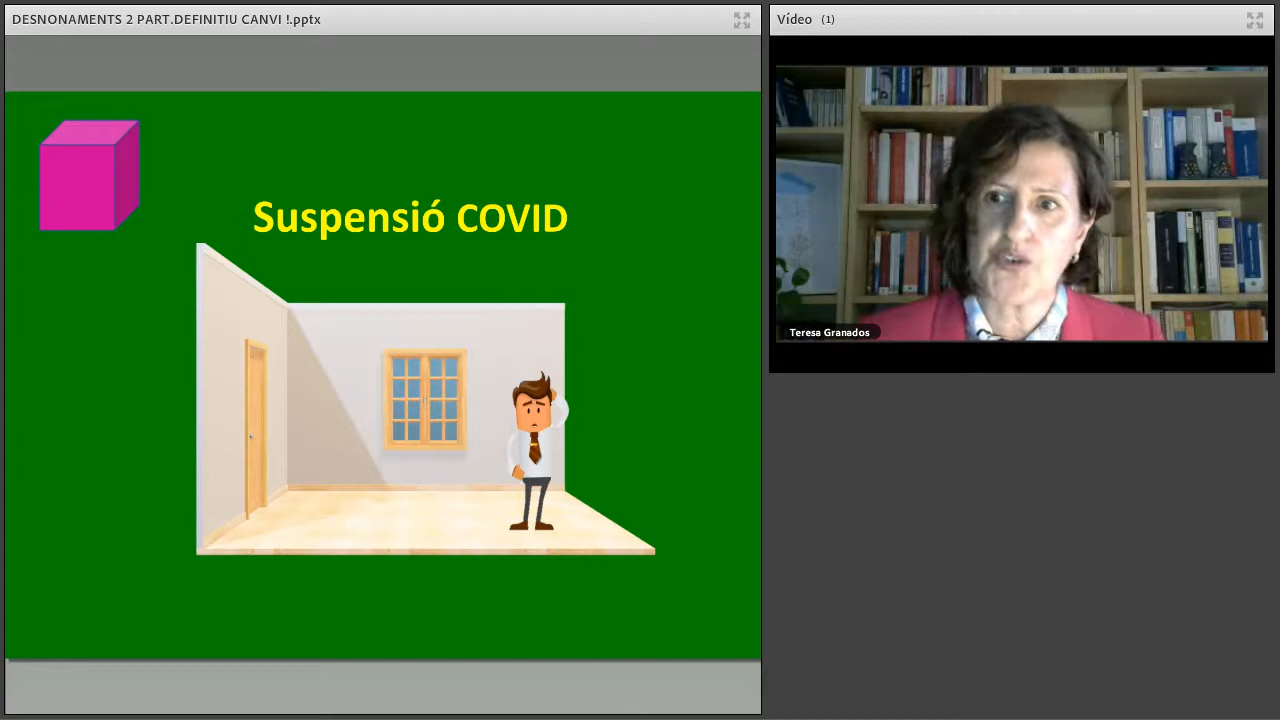 DESNONAMENTS 2 PART.DEFINITIU CANVI !.pptx
Vídeo (1)
Suspensió COVID
Teresa Granados